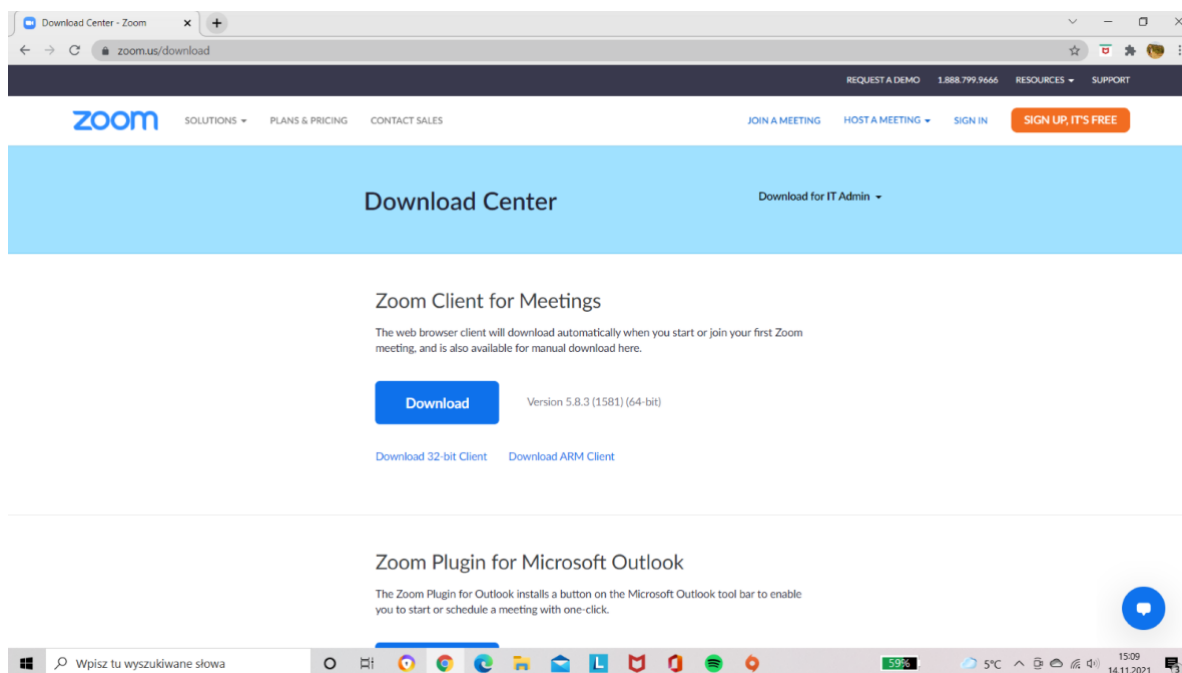 Download Center - Zoom
zoom.us/download
REQUEST A DEMO 1.888.799.9666 RESOURCES SUPPORT
zoom SOLUTIONS PLANS & PRICING CONTACT SALES JOIN A MEETING HOST A MEETING SIGN IN SIGN UP, IT'S FREE
Download Center Download for IT Admin
Zoom Client for Meetings
The web browser client will download automatically when you start or join your first Zoom
meeting, and is also available for manual download here.
Download Version 5.8.3 (1581) (64-bit)
Download 32-bit Client Download ARM Client
Zoom Plugin for Microsoft Outlook
The Zoom Plugin for Outlook installs a button on the Microsoft Outlook tool bar to enable
you to start or schedule a meeting with one-click.
Wpisz tu wyszukiwane słowa L 59% 5°C 15:09
14.11.2021 3